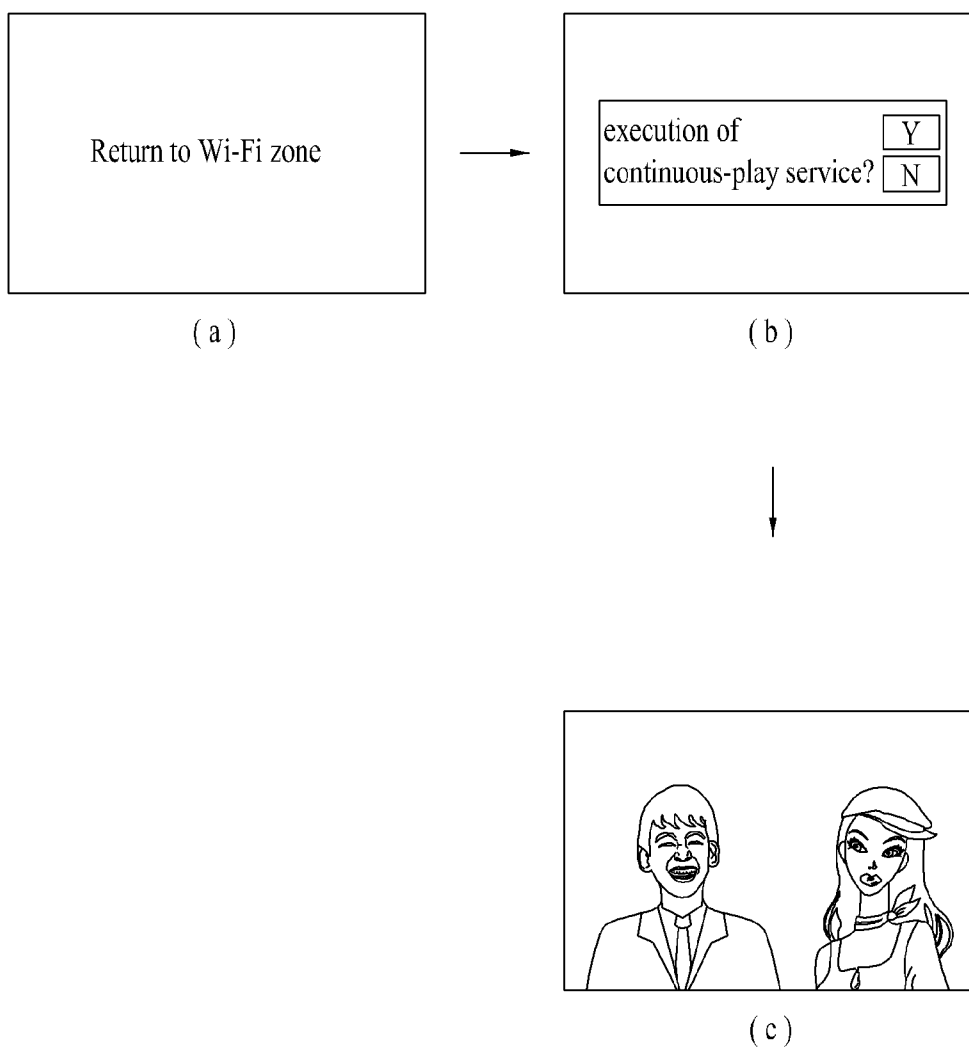 Return to Wi-Fi zone
execution of
continuous-play service?
Y
N
( a )
( b )
( c )